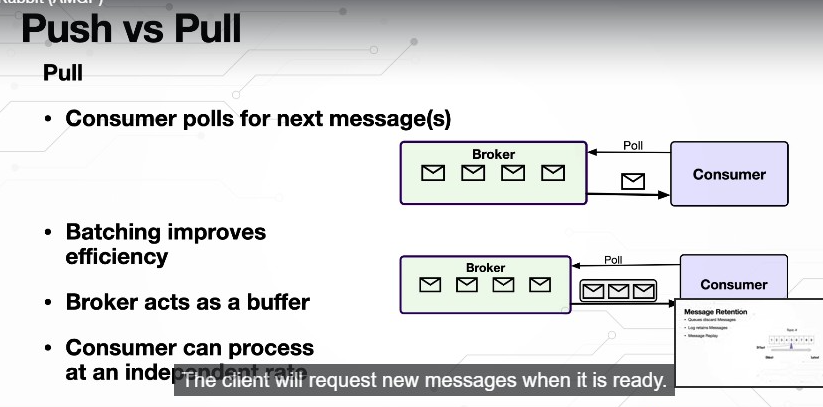 Rabbit (AMQP)
Push vs Pull
Pull
• Consumer polls for next message(s)
Broker
Poll
Consumer
• Batching improves
efficiency
Broker
Poll
Consumer
• Broker acts as a buffer
Message Retention
• Queues discard Messages
• Log retains Messages
• Message Replay
• Consumer can process
at an independent rate
The client will request new messages when it is ready.